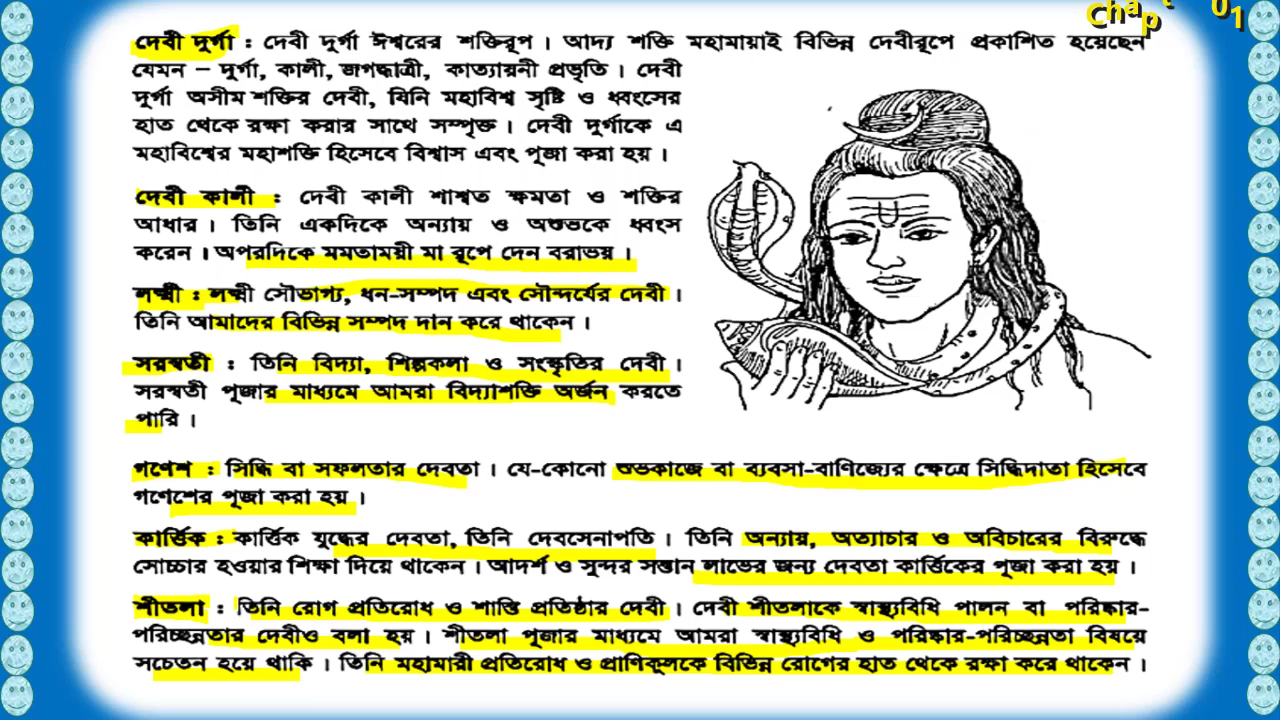 Chapt 01
দেবী দুর্গা : দেবী দুর্গা ঈশ্বরের শক্তিরূপ। আদ্য শক্তি মহামায়াই বিভিন্ন দেবীরূপে প্রকাশিত হয়েছেন
যেমন – দুর্গা, কালী, জগদ্ধাত্রী, কাত্যায়নী প্রভৃতি। দেবী
দুর্গা অসীম শক্তির দেবী, যিনি মহাবিশ্ব সৃষ্টি ও ধ্বংসের
হাত থেকে রক্ষা করার সাথে সম্পৃক্ত। দেবী দুর্গাকে এ
মহাবিশ্বের মহাশক্তি হিসেবে বিশ্বাস এবং পূজা করা হয়।
দেবী কালী : দেবী কালী শাশ্বত ক্ষমতা ও শক্তির
আধার। তিনি একদিকে অন্যায় ও অশুভকে ধ্বংস
করেন। অপরদিকে মমতাময়ী মা রূপে দেন বরাভয়।
লক্ষ্মী : লক্ষ্মী সৌভাগ্য, ধন-সম্পদ এবং সৌন্দর্যের দেবী।
তিনি আমাদের বিভিন্ন সম্পদ দান করে থাকেন।
সরস্বতী : তিনি বিদ্যা, শিল্পকলা ও সংস্কৃতির দেবী।
সরস্বতী পূজার মাধ্যমে আমরা বিদ্যাশক্তি অর্জন করতে
পারি।
গণেশ : সিদ্ধি বা সফলতার দেবতা। যে-কোনো শুভকাজে বা ব্যবসা-বাণিজ্যের ক্ষেত্রে সিদ্ধিদাতা হিসেবে
গণেশের পূজা করা হয়।
কার্ত্তিক : কার্ত্তিক যুদ্ধের দেবতা, তিনি দেবসেনাপতি। তিনি অন্যায়, অত্যাচার ও অবিচারের বিরুদ্ধে
সোচ্চার হওয়ার শিক্ষা দিয়ে থাকেন। আদর্শ ও সুন্দর সন্তান লাভের জন্য দেবতা কার্ত্তিকের পূজা করা হয়।
শীতলা : তিনি রোগ প্রতিরোধ ও শান্তি প্রতিষ্ঠার দেবী। দেবী শীতলাকে স্বাস্থ্যবিধি পালন বা পরিষ্কার-
পরিচ্ছন্নতার দেবীও বলা হয়। শীতলা পূজার মাধ্যমে আমরা স্বাস্থ্যবিধি ও পরিষ্কার-পরিচ্ছন্নতা বিষয়ে
সচেতন হয়ে থাকি। তিনি মহামারী প্রতিরোধ ও প্রাণিকূলকে বিভিন্ন রোগের হাত থেকে রক্ষা করে থাকেন।